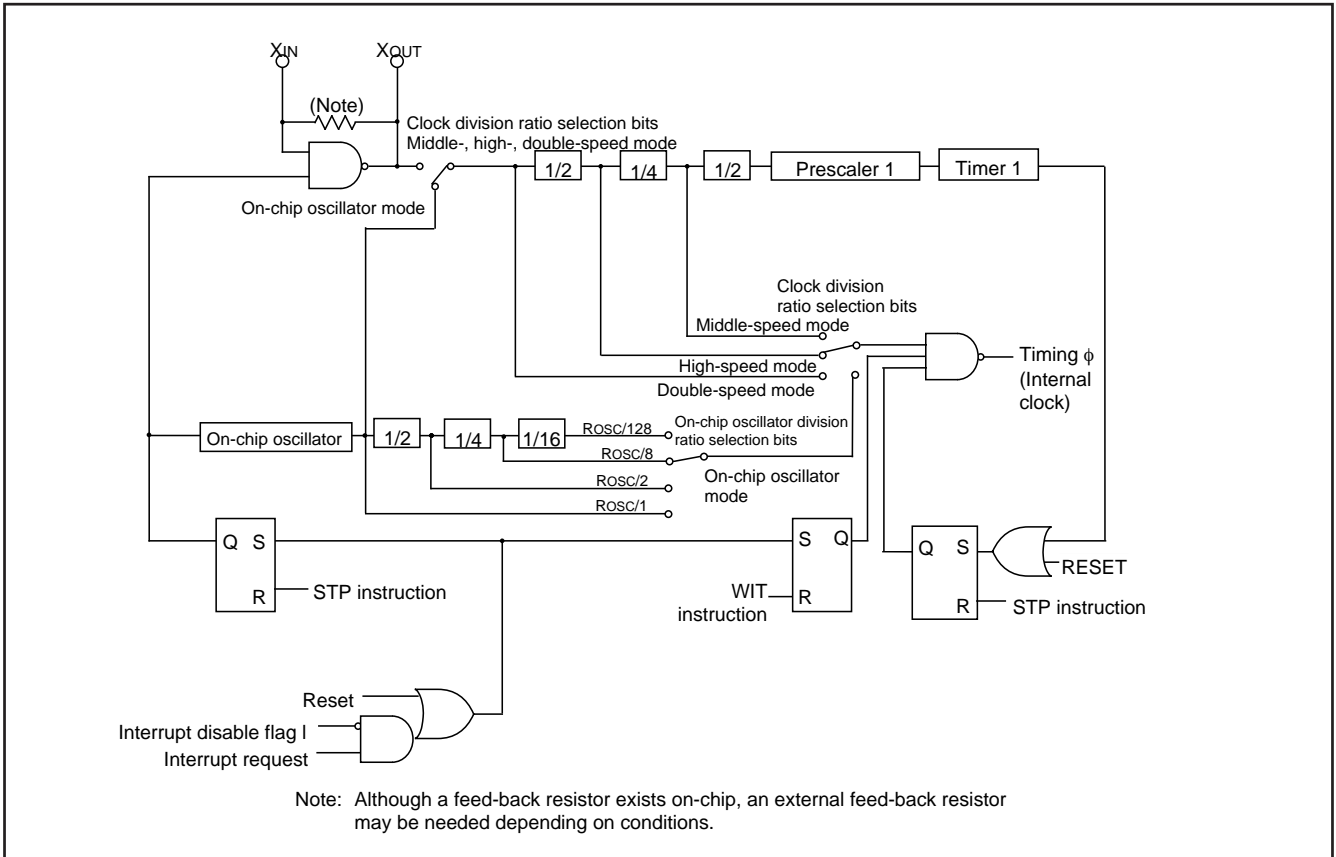 XIN
XOUT
(Note)
Clock division ratio selection bits
Middle-, high-, double-speed mode
1/2
1/4
1/2
Prescaler 1
Timer 1
On-chip oscillator mode
Clock division
ratio selection bits
Middle-speed mode
High-speed mode
Double-speed mode
Timing ϕ
(Internal
clock)
On-chip oscillator
1/2
1/4
1/16
ROSC/128
On-chip oscillator division
ratio selection bits
ROSC/8
On-chip oscillator
mode
ROSC/2
ROSC/1
Q S
R
STP instruction
S Q
R
WIT
instruction
Q S
R
RESET
STP instruction
Reset
Interrupt disable flag I
Interrupt request
Note: Although a feed-back resistor exists on-chip, an external feed-back resistor
may be needed depending on conditions.